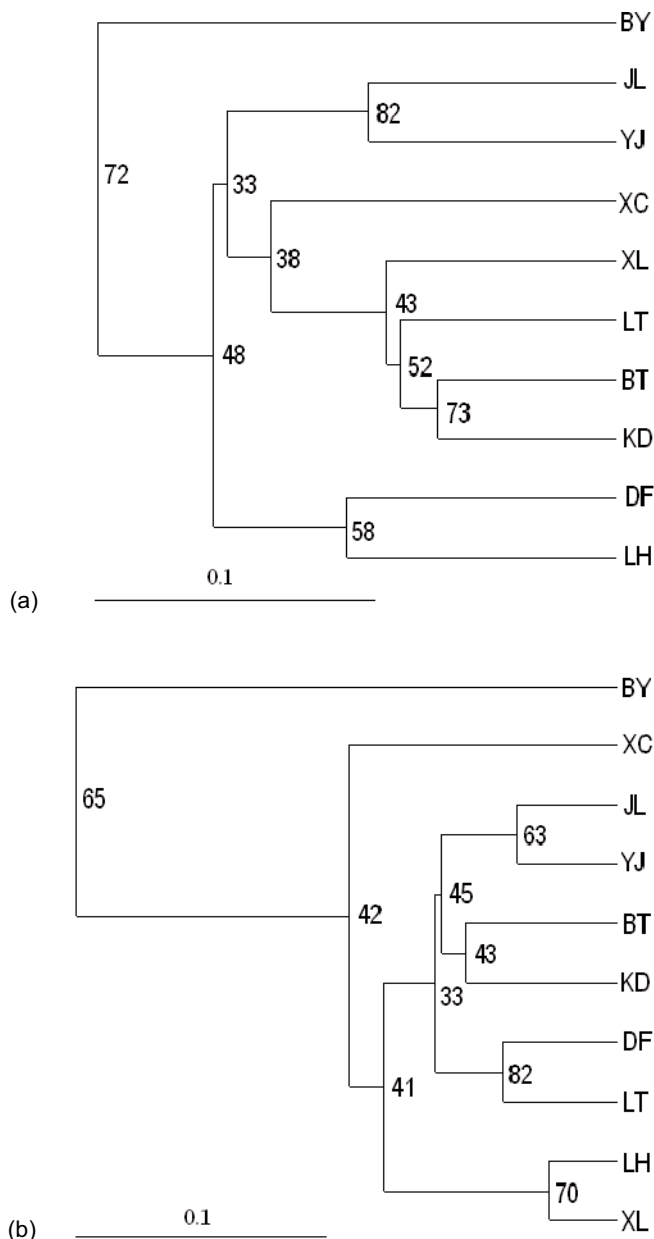 BY
JL
82
YJ
72
33
XC
38
XL
43
LT
48
52
BT
73
KD
DF
58
LH
0.1
(a)
BY
XC
65
JL
63
YJ
45
BT
42
43
KD
33
DF
82
LT
41
LH
70
0.1
XL
(b)